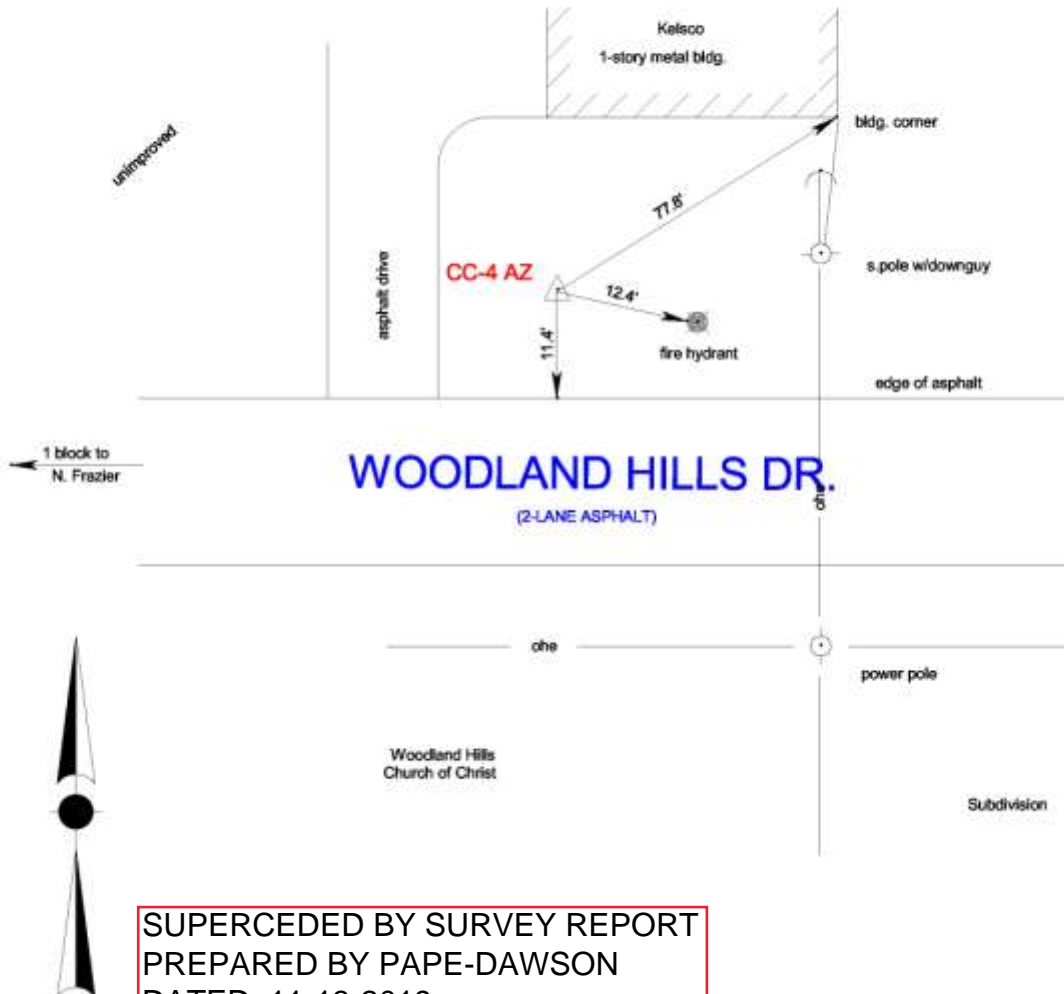 Kelsco
1-story metal bldg.
unimproved
bldg. corner
77.8'
asphalt drive
CC-4 AZ
s.pole w/downguy
12.4'
11.4'
fire hydrant
edge of asphalt
1 block to
N. Frazier
WOODLAND HILLS DR.
(2-LANE ASPHALT)
ohe
ohe
power pole
Woodland Hills
Church of Christ
Subdivision
SUPERCEDED BY SURVEY REPORT
PREPARED BY PAPE-DAWSON